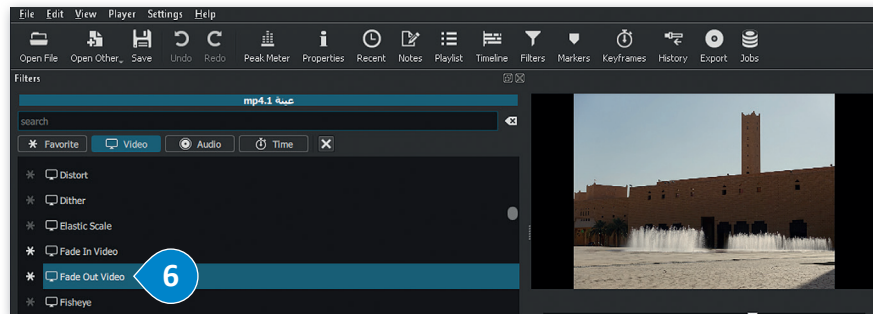 File Edit View Player Settings Help
Open File Open Other.. Save Undo Redo Peak Meter Properties Recent Notes Playlist Timeline Filters Markers Keyframes History Export Jobs
Filters
عينة 1.mp4
search
Favorite Video Audio Time
Distort
Dither
Elastic Scale
Fade In Video
Fade Out Video 6
Fisheye